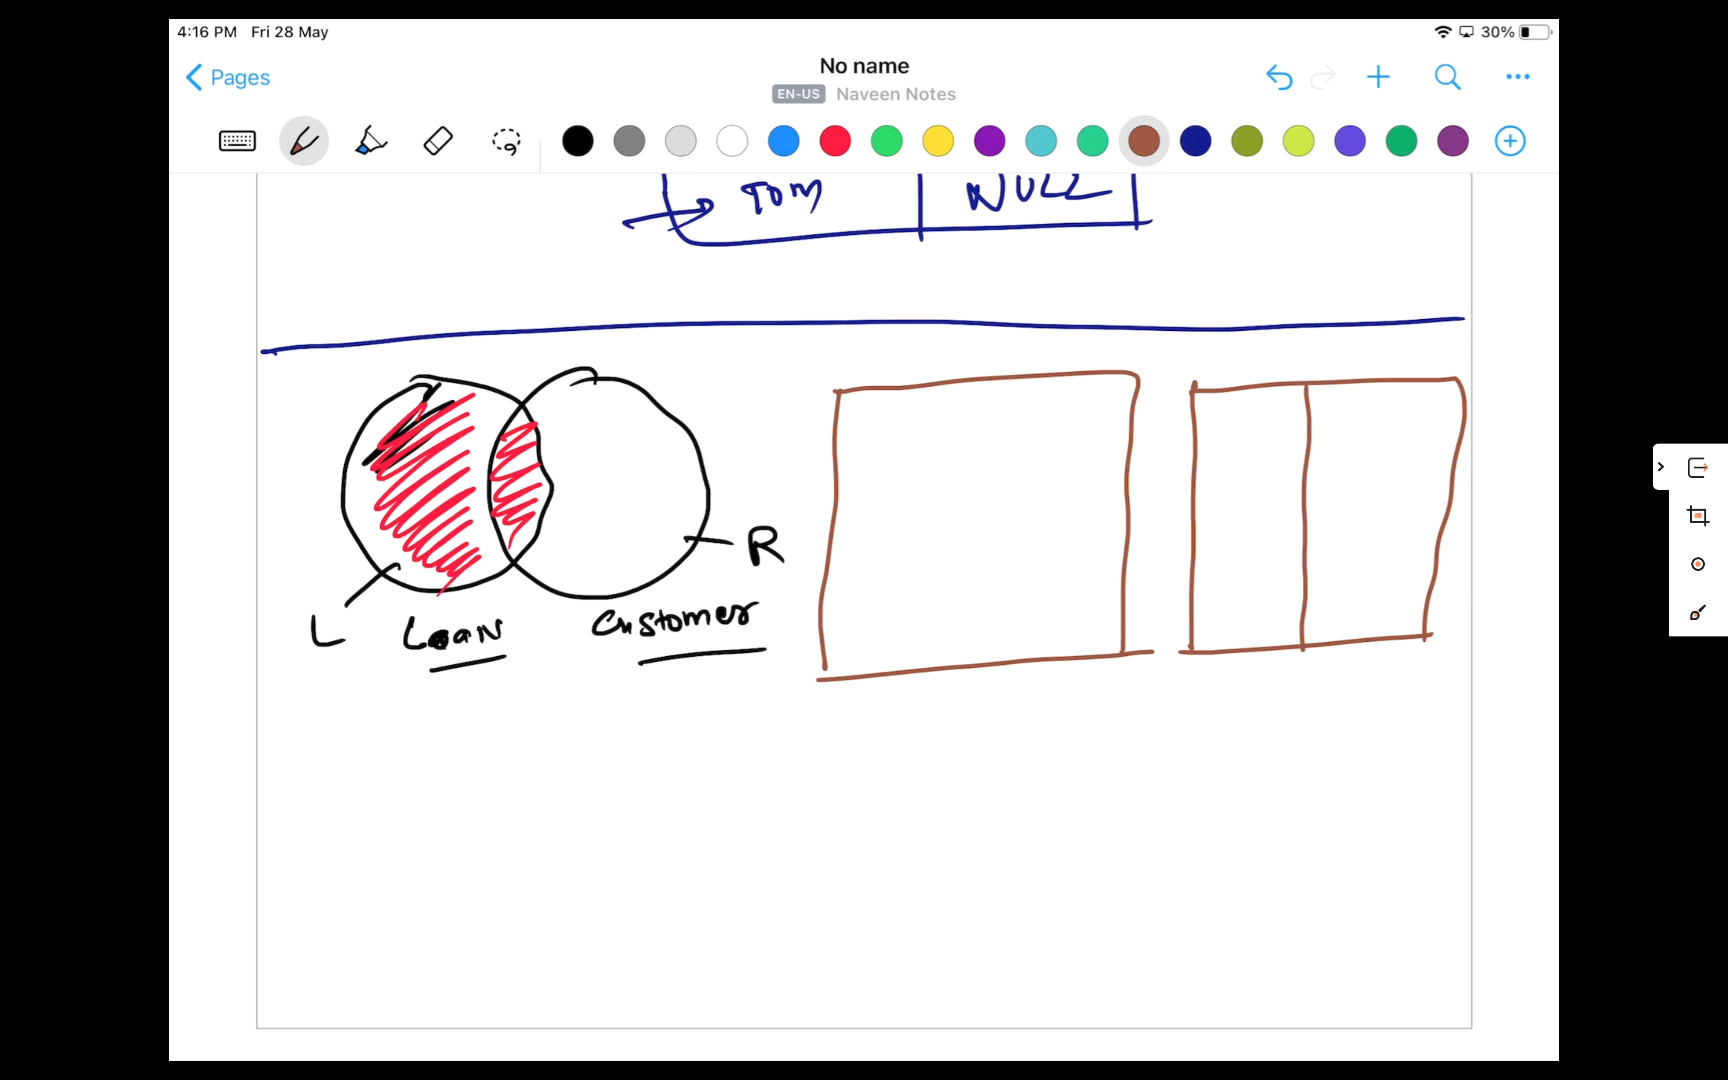 4:16 PM Fri 28 May
30%
Pages
No name
EN-US Naveen Notes
Tom NULL
R
L Loan Customer